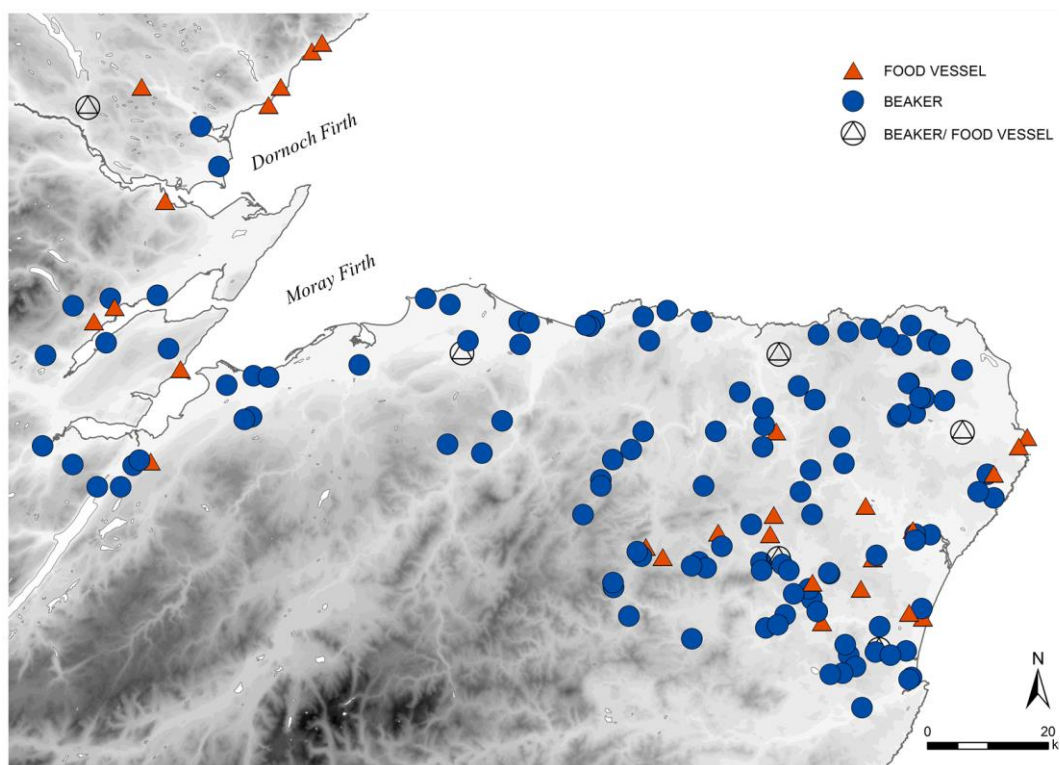 FOOD VESSEL
BEAKER
BEAKER/ FOOD VESSEL
Dornoch Firth
Moray Firth
N
0 20
k